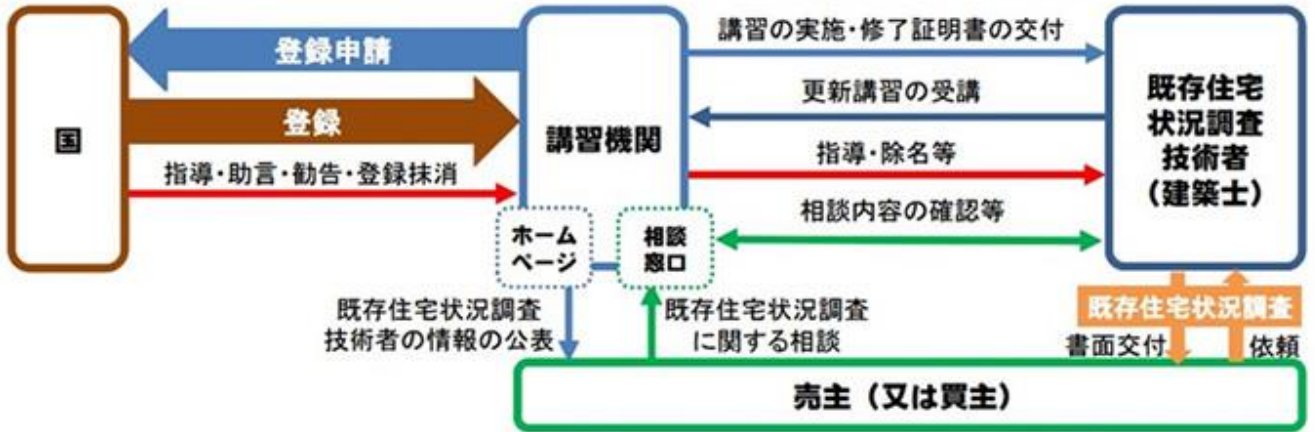 国
登録申請
登録
指導・助言・勧告・登録抹消
講習機関
ホーム
ページ
相談
窓口
講習の実施・修了証明書の交付
更新講習の受講
指導・除名等
相談内容の確認等
既存住宅
状況調査
技術者
（建築士）
既存住宅状況調査
技術者の情報の公表
既存住宅状況調査
に関する相談
既存住宅状況調査
書面交付
依頼
売主（又は買主）